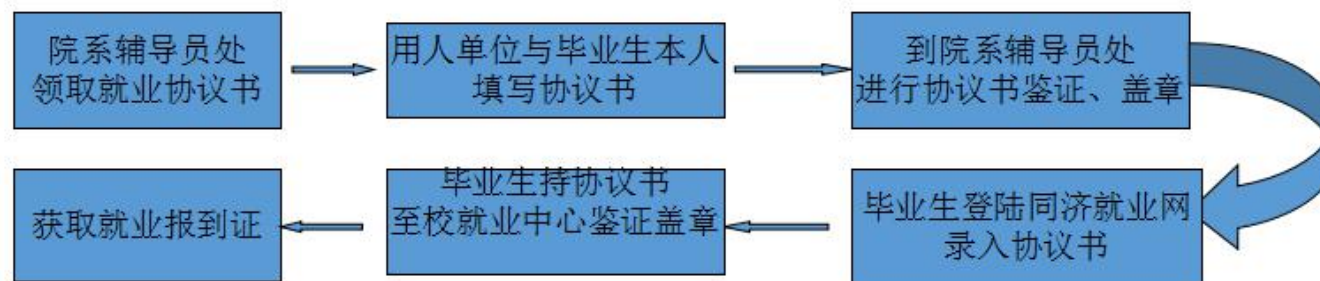 院系辅导员处
领取就业协议书
用人单位与毕业生本人
填写协议书
到院系辅导员处
进行协议书鉴证、盖章
毕业生登陆同济就业网
录入协议书
毕业生持协议书
至校就业中心鉴证盖章
获取就业报到证